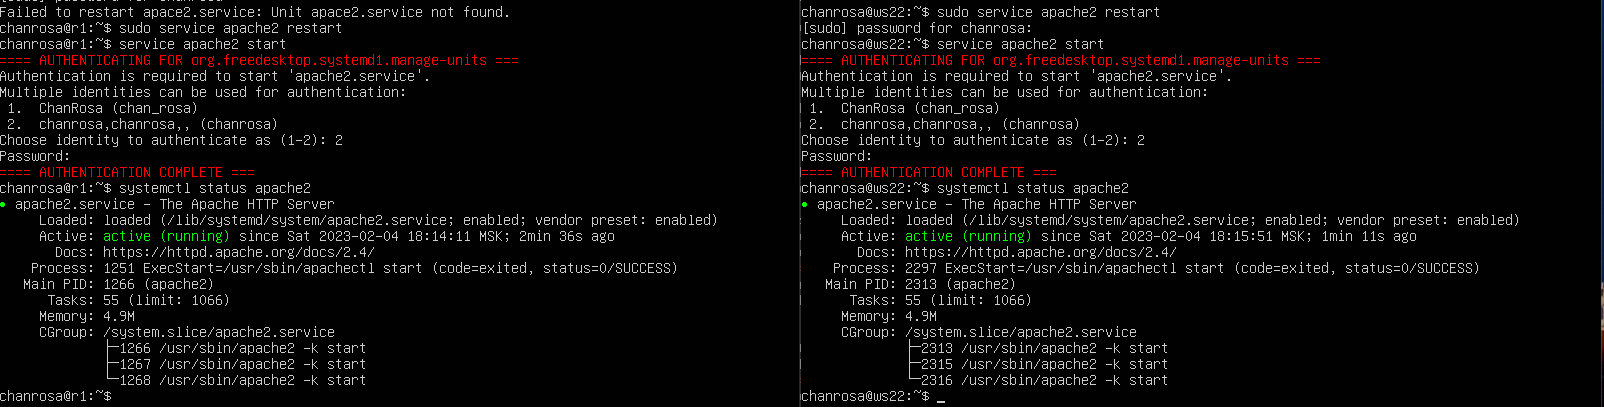 [sudo] password for chanrosa:
Failed to restart apace2.service: Unit apace2.service not found.
chanrosa@r1:~$ sudo service apache2 restart
chanrosa@r1:~$ service apache2 start
==== AUTHENTICATING FOR org.freedesktop.systemd1.manage-units ===
Authentication is required to start 'apache2.service'.
Multiple identities can be used for authentication:
 1.  ChanRosa (chan_rosa)
 2.  chanrosa,chanrosa,, (chanrosa)
Choose identity to authenticate as (1-2): 2
Password:
==== AUTHENTICATION COMPLETE ===
chanrosa@r1:~$ systemctl status apache2
● apache2.service - The Apache HTTP Server
     Loaded: loaded (/lib/systemd/system/apache2.service; enabled; vendor preset: enabled)
     Active: active (running) since Sat 2023-02-04 18:14:11 MSK; 2min 36s ago
       Docs: https://httpd.apache.org/docs/2.4/
    Process: 1251 ExecStart=/usr/sbin/apachectl start (code=exited, status=0/SUCCESS)
   Main PID: 1266 (apache2)
      Tasks: 55 (limit: 1066)
     Memory: 4.9M
     CGroup: /system.slice/apache2.service
             ├─1266 /usr/sbin/apache2 -k start
             ├─1267 /usr/sbin/apache2 -k start
             └─1268 /usr/sbin/apache2 -k start
chanrosa@r1:~$
chanrosa@ws22:~$ sudo service apache2 restart
[sudo] password for chanrosa:
chanrosa@ws22:~$ service apache2 start
==== AUTHENTICATING FOR org.freedesktop.systemd1.manage-units ===
Authentication is required to start 'apache2.service'.
Multiple identities can be used for authentication:
 1.  ChanRosa (chan_rosa)
 2.  chanrosa,chanrosa,, (chanrosa)
Choose identity to authenticate as (1-2): 2
Password:
==== AUTHENTICATION COMPLETE ===
chanrosa@ws22:~$ systemctl status apache2
● apache2.service - The Apache HTTP Server
     Loaded: loaded (/lib/systemd/system/apache2.service; enabled; vendor preset: enabled)
     Active: active (running) since Sat 2023-02-04 18:15:51 MSK; 1min 11s ago
       Docs: https://httpd.apache.org/docs/2.4/
    Process: 2297 ExecStart=/usr/sbin/apachectl start (code=exited, status=0/SUCCESS)
   Main PID: 2313 (apache2)
      Tasks: 55 (limit: 1066)
     Memory: 4.9M
     CGroup: /system.slice/apache2.service
             ├─2313 /usr/sbin/apache2 -k start
             ├─2315 /usr/sbin/apache2 -k start
             └─2316 /usr/sbin/apache2 -k start
chanrosa@ws22:~$ _